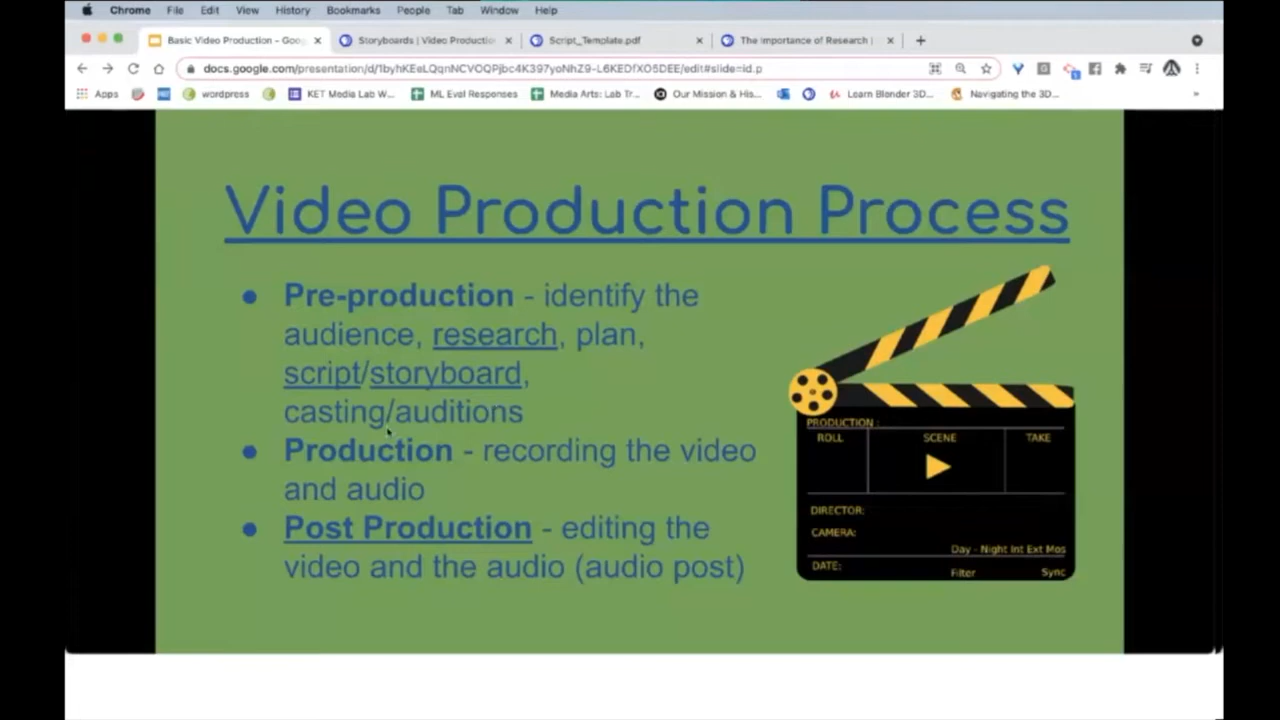 Chrome File Edit View History Bookmarks People Tab Window Help
Basic Video Production - Goo Storyboards | Video Productio Script_Template.pdf The Importance of Research |
docs.google.com/presentation/d/1byhKEeLQqnNCVOQPjbc4K397yoNhZ9-L6KEDfXO5DEE/edit#slide=id.p
Apps wordpress KET Media Lab W... ML Eval Responses Media Arts: Lab Tr... Our Mission & His... Learn Blender 3D... Navigating the 3D... »
Video Production Process
● Pre-production - identify the
audience, research, plan,
script/storyboard,
casting/auditions
● Production - recording the video
and audio
● Post Production - editing the
video and the audio (audio post)
PRODUCTION :
ROLL SCENE TAKE
DIRECTOR:
CAMERA:
Day - Night Int Ext Mos
DATE: Filter Sync